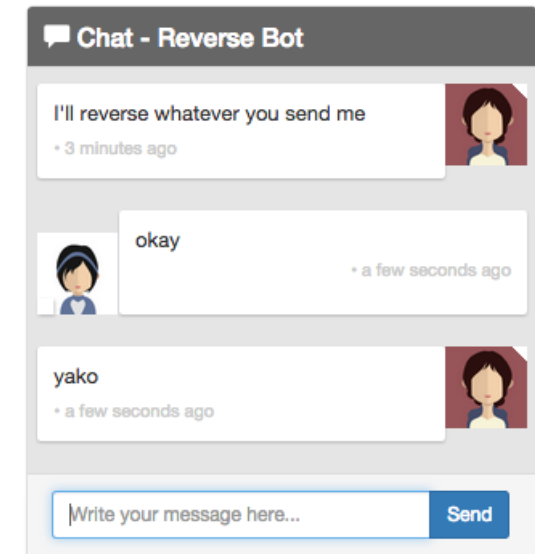 Chat - Reverse Bot
I'll reverse whatever you send me
• 3 minutes ago
okay
• a few seconds ago
yako
• a few seconds ago
Write your message here...
Send